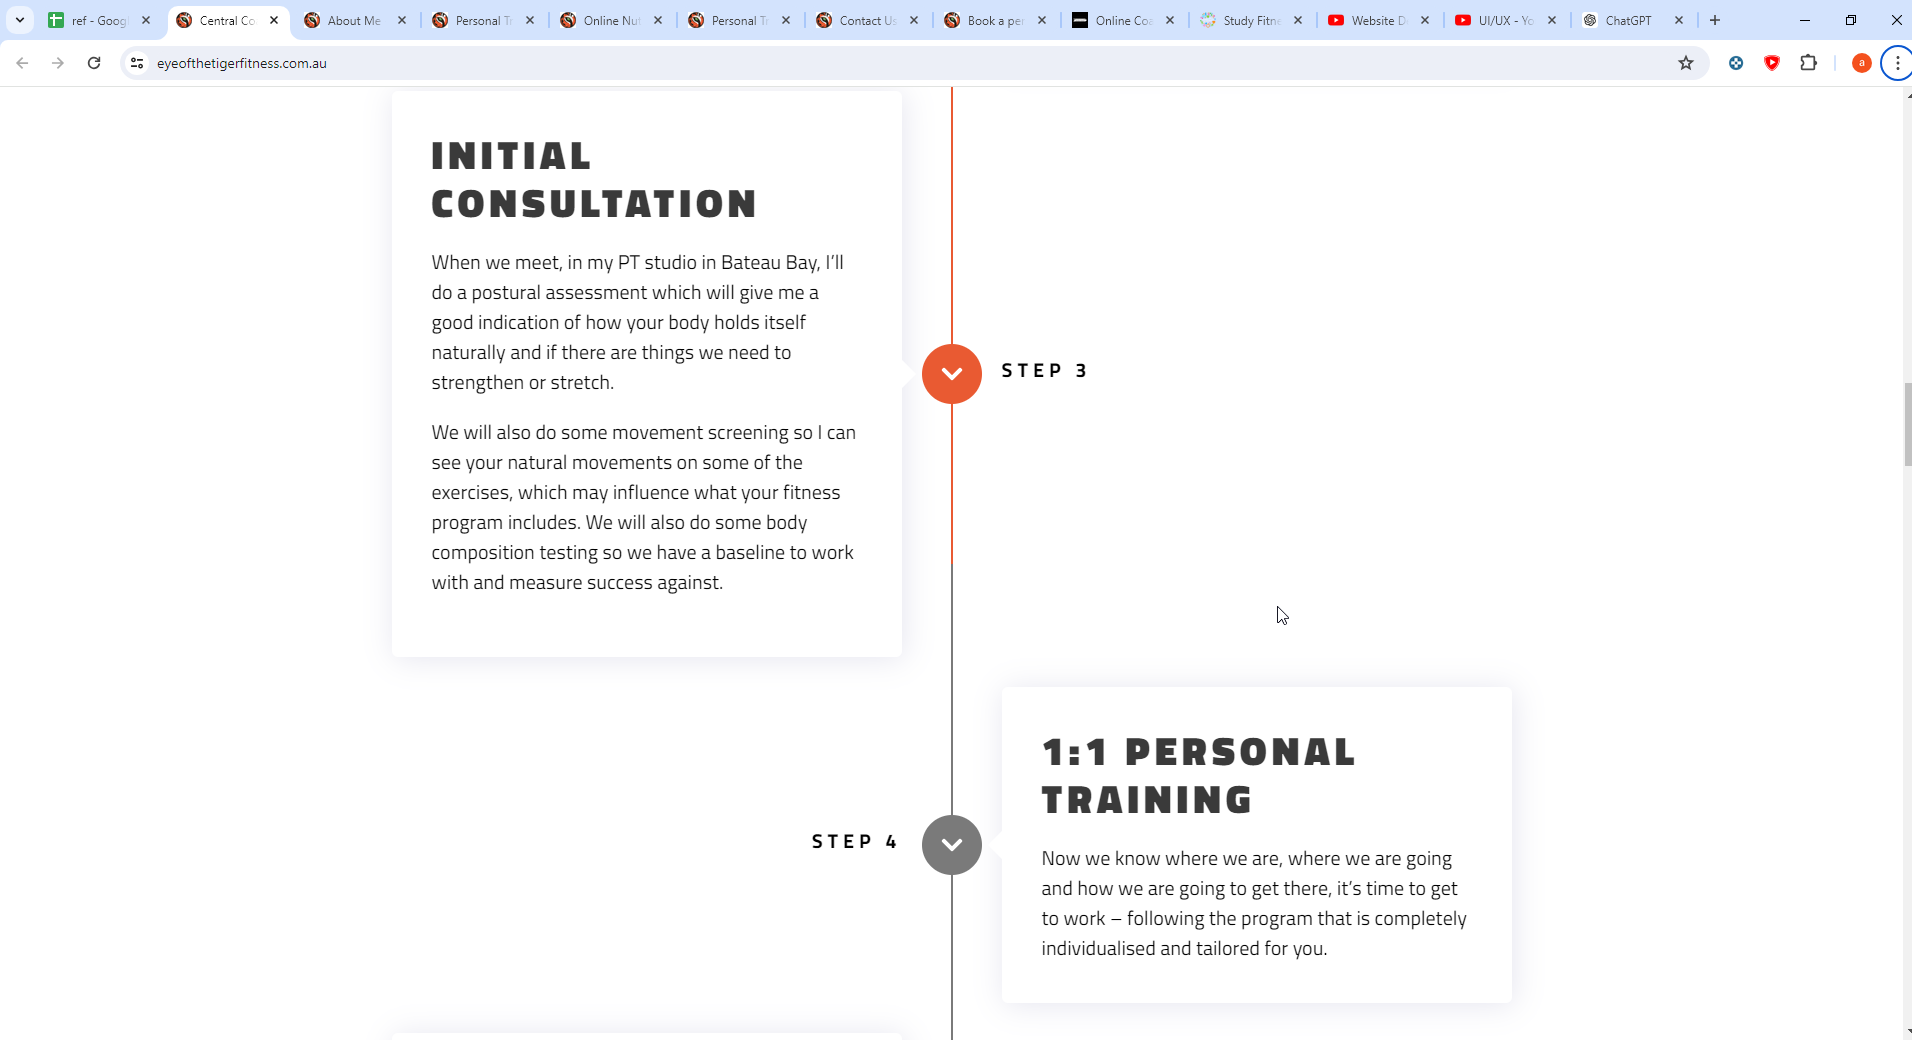 ref - Goog
Central Co
About Me
Personal T
Online Nut
Personal T
Contact Us
Book a per
Online Coa
Study Fitne
Website D
UI/UX - Yo
ChatGPT
eyeofthetigerfitness.com.au
a
INITIAL
CONSULTATION
When we meet, in my PT studio in Bateau Bay, I’ll
do a postural assessment which will give me a
good indication of how your body holds itself
naturally and if there are things we need to
strengthen or stretch.
We will also do some movement screening so I can
see your natural movements on some of the
exercises, which may influence what your fitness
program includes. We will also do some body
composition testing so we have a baseline to work
with and measure success against.
STEP 3
STEP 4
1:1 PERSONAL
TRAINING
Now we know where we are, where we are going
and how we are going to get there, it’s time to get
to work – following the program that is completely
individualised and tailored for you.